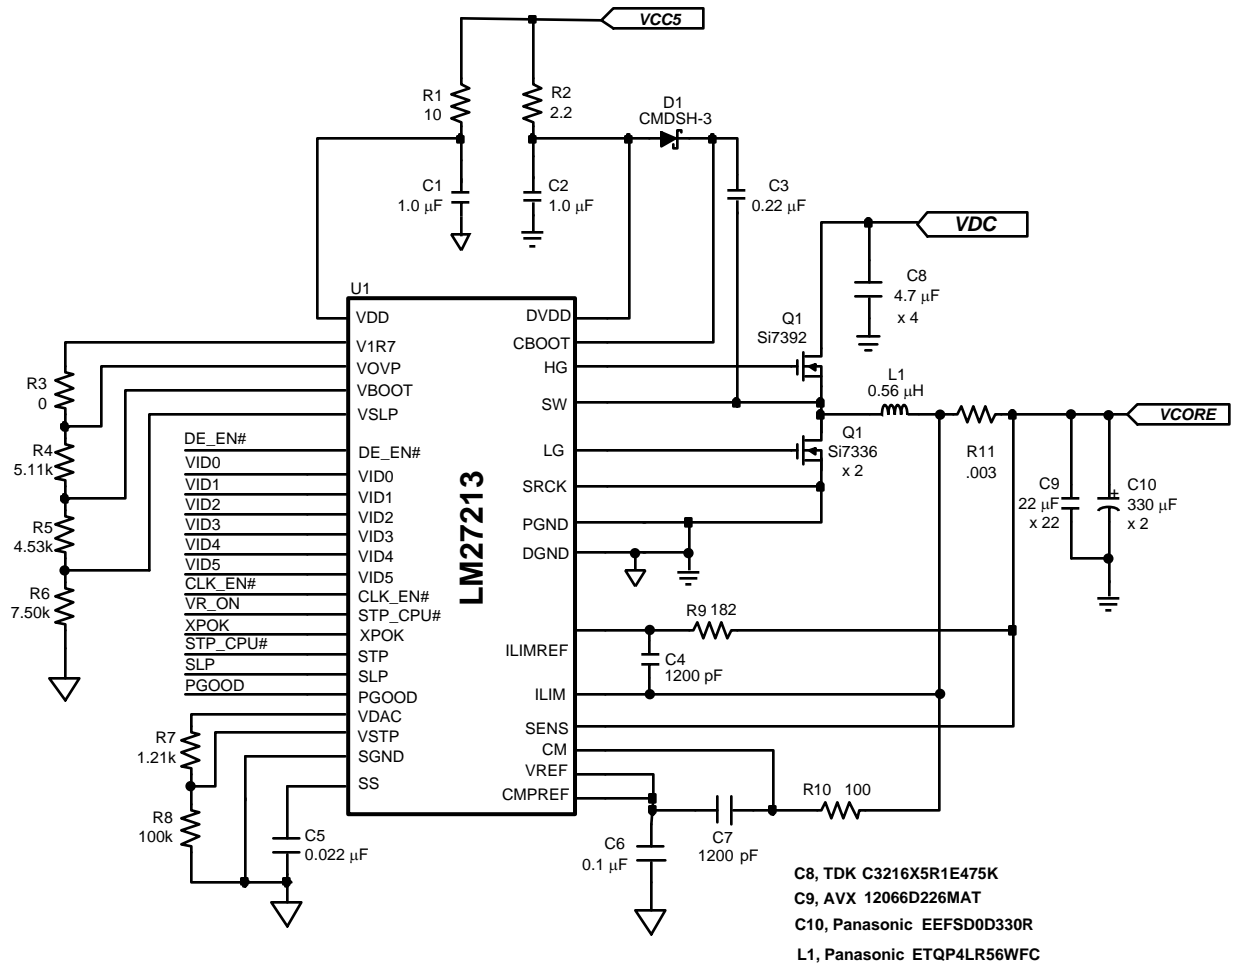 VCC5
R1
10
R2
2.2
D1
CMDSH-3
C1
1.0 μF
C2
1.0 μF
C3
0.22 μF
VDC
C8
4.7 μF
x 4
U1
LM27213
VDD
V1R7
VOVP
VBOOT
VSLP
DE_EN#
VID0
VID1
VID2
VID3
VID4
VID5
CLK_EN#
STP_CPU#
XPOK
STP
SLP
PGOOD
VDAC
VSTP
SGND
SS
DVDD
CBOOT
HG
SW
LG
SRCK
PGND
DGND
ILIMREF
ILIM
SENS
CM
VREF
CMPREF
R3
0
R4
5.11k
R5
4.53k
R6
7.50k
DE_EN#
VID0
VID1
VID2
VID3
VID4
VID5
CLK_EN#
VR_ON
XPOK
STP_CPU#
SLP
PGOOD
R7
1.21k
R8
100k
C5
0.022 μF
Q1
Si7392
L1
0.56 μH
Q1
Si7336
x 2
R11
.003
VCORE
C9
22 μF
x 22
C10
330 μF
x 2
R9 182
C4
1200 pF
R10 100
C6
0.1 μF
C7
1200 pF
C8, TDK C3216X5R1E475K
C9, AVX 12066D226MAT
C10, Panasonic EEFSD0D330R
L1, Panasonic ETQP4LR56WFC